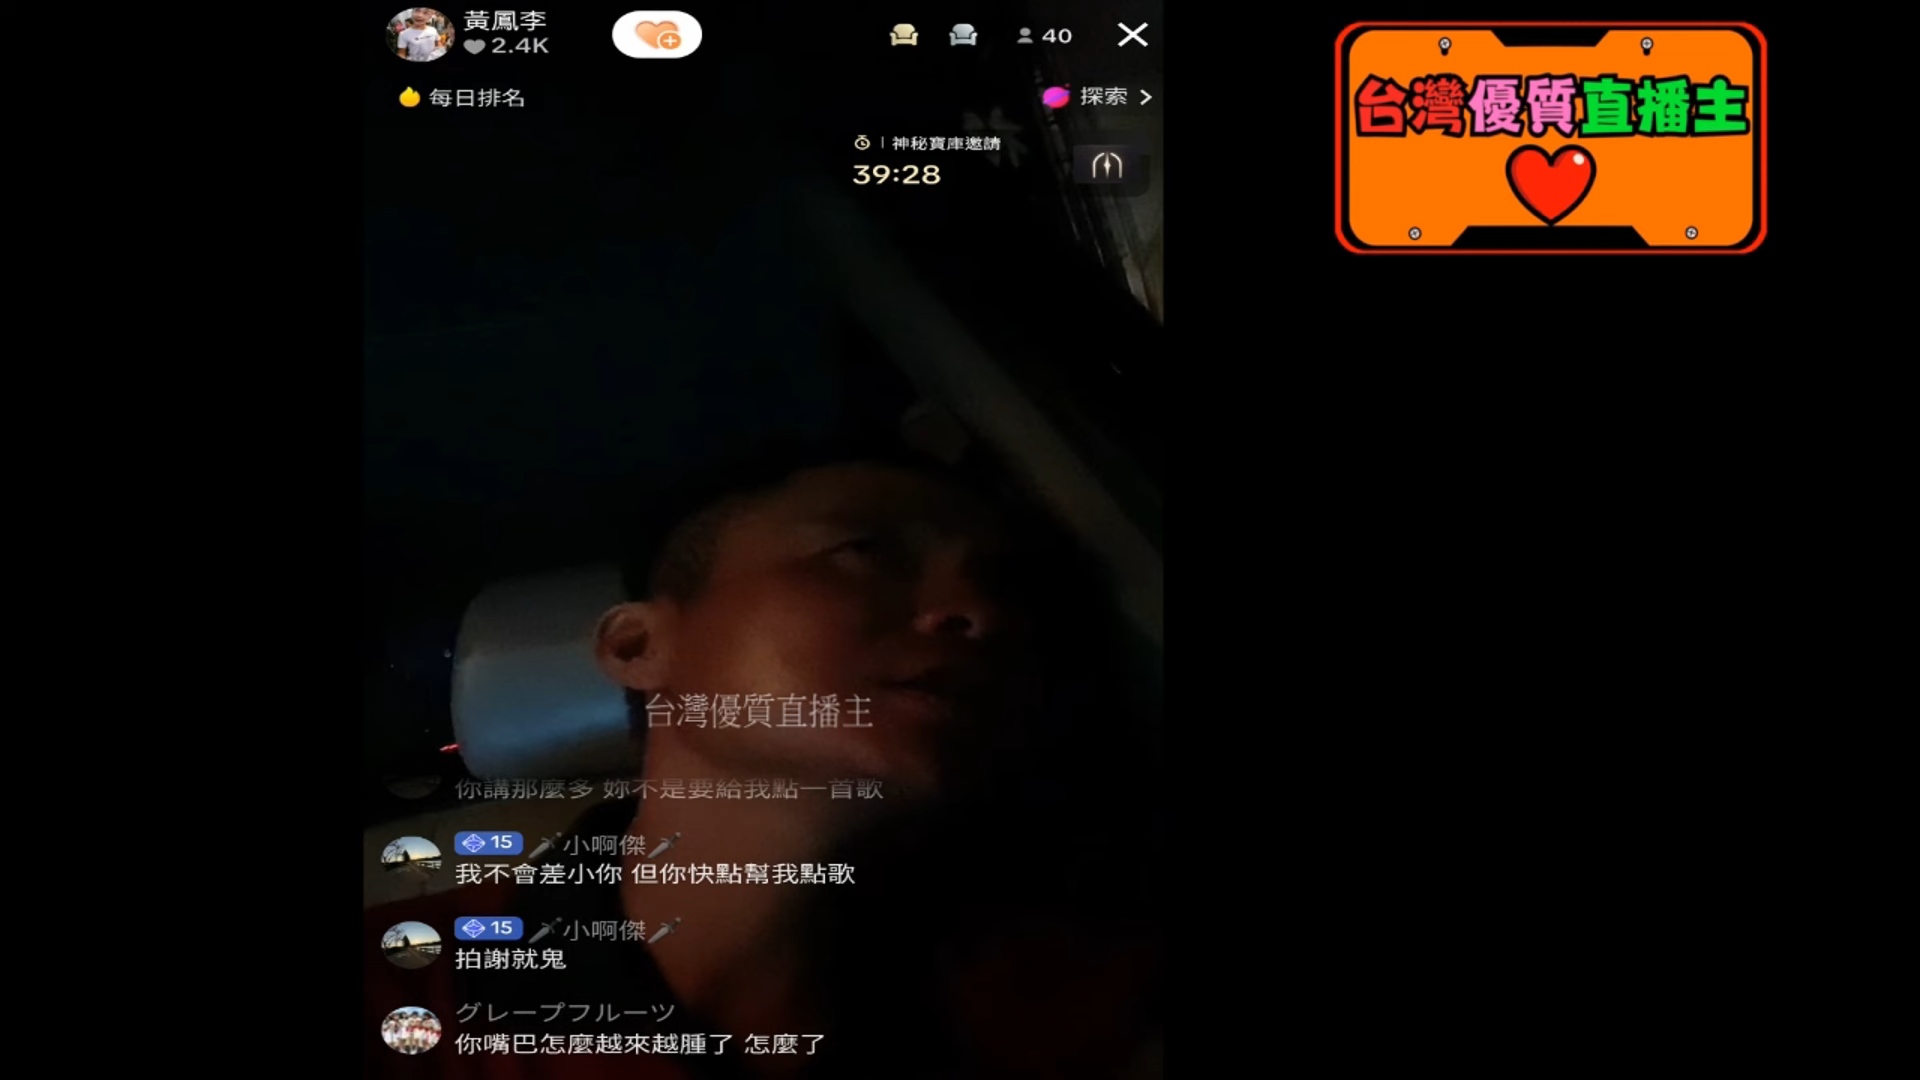 黃鳳李
2.4K
40
每日排名
探索
神秘寶庫邀請
39:28
台灣優質直播主
台灣優質直播主
你講那麼多 妳不是要給我點一首歌
15 小啊傑
我不會差小你 但你快點幫我點歌
15 小啊傑
拍謝就鬼
グレープフルーツ
你嘴巴怎麼越來越腫了 怎麼了